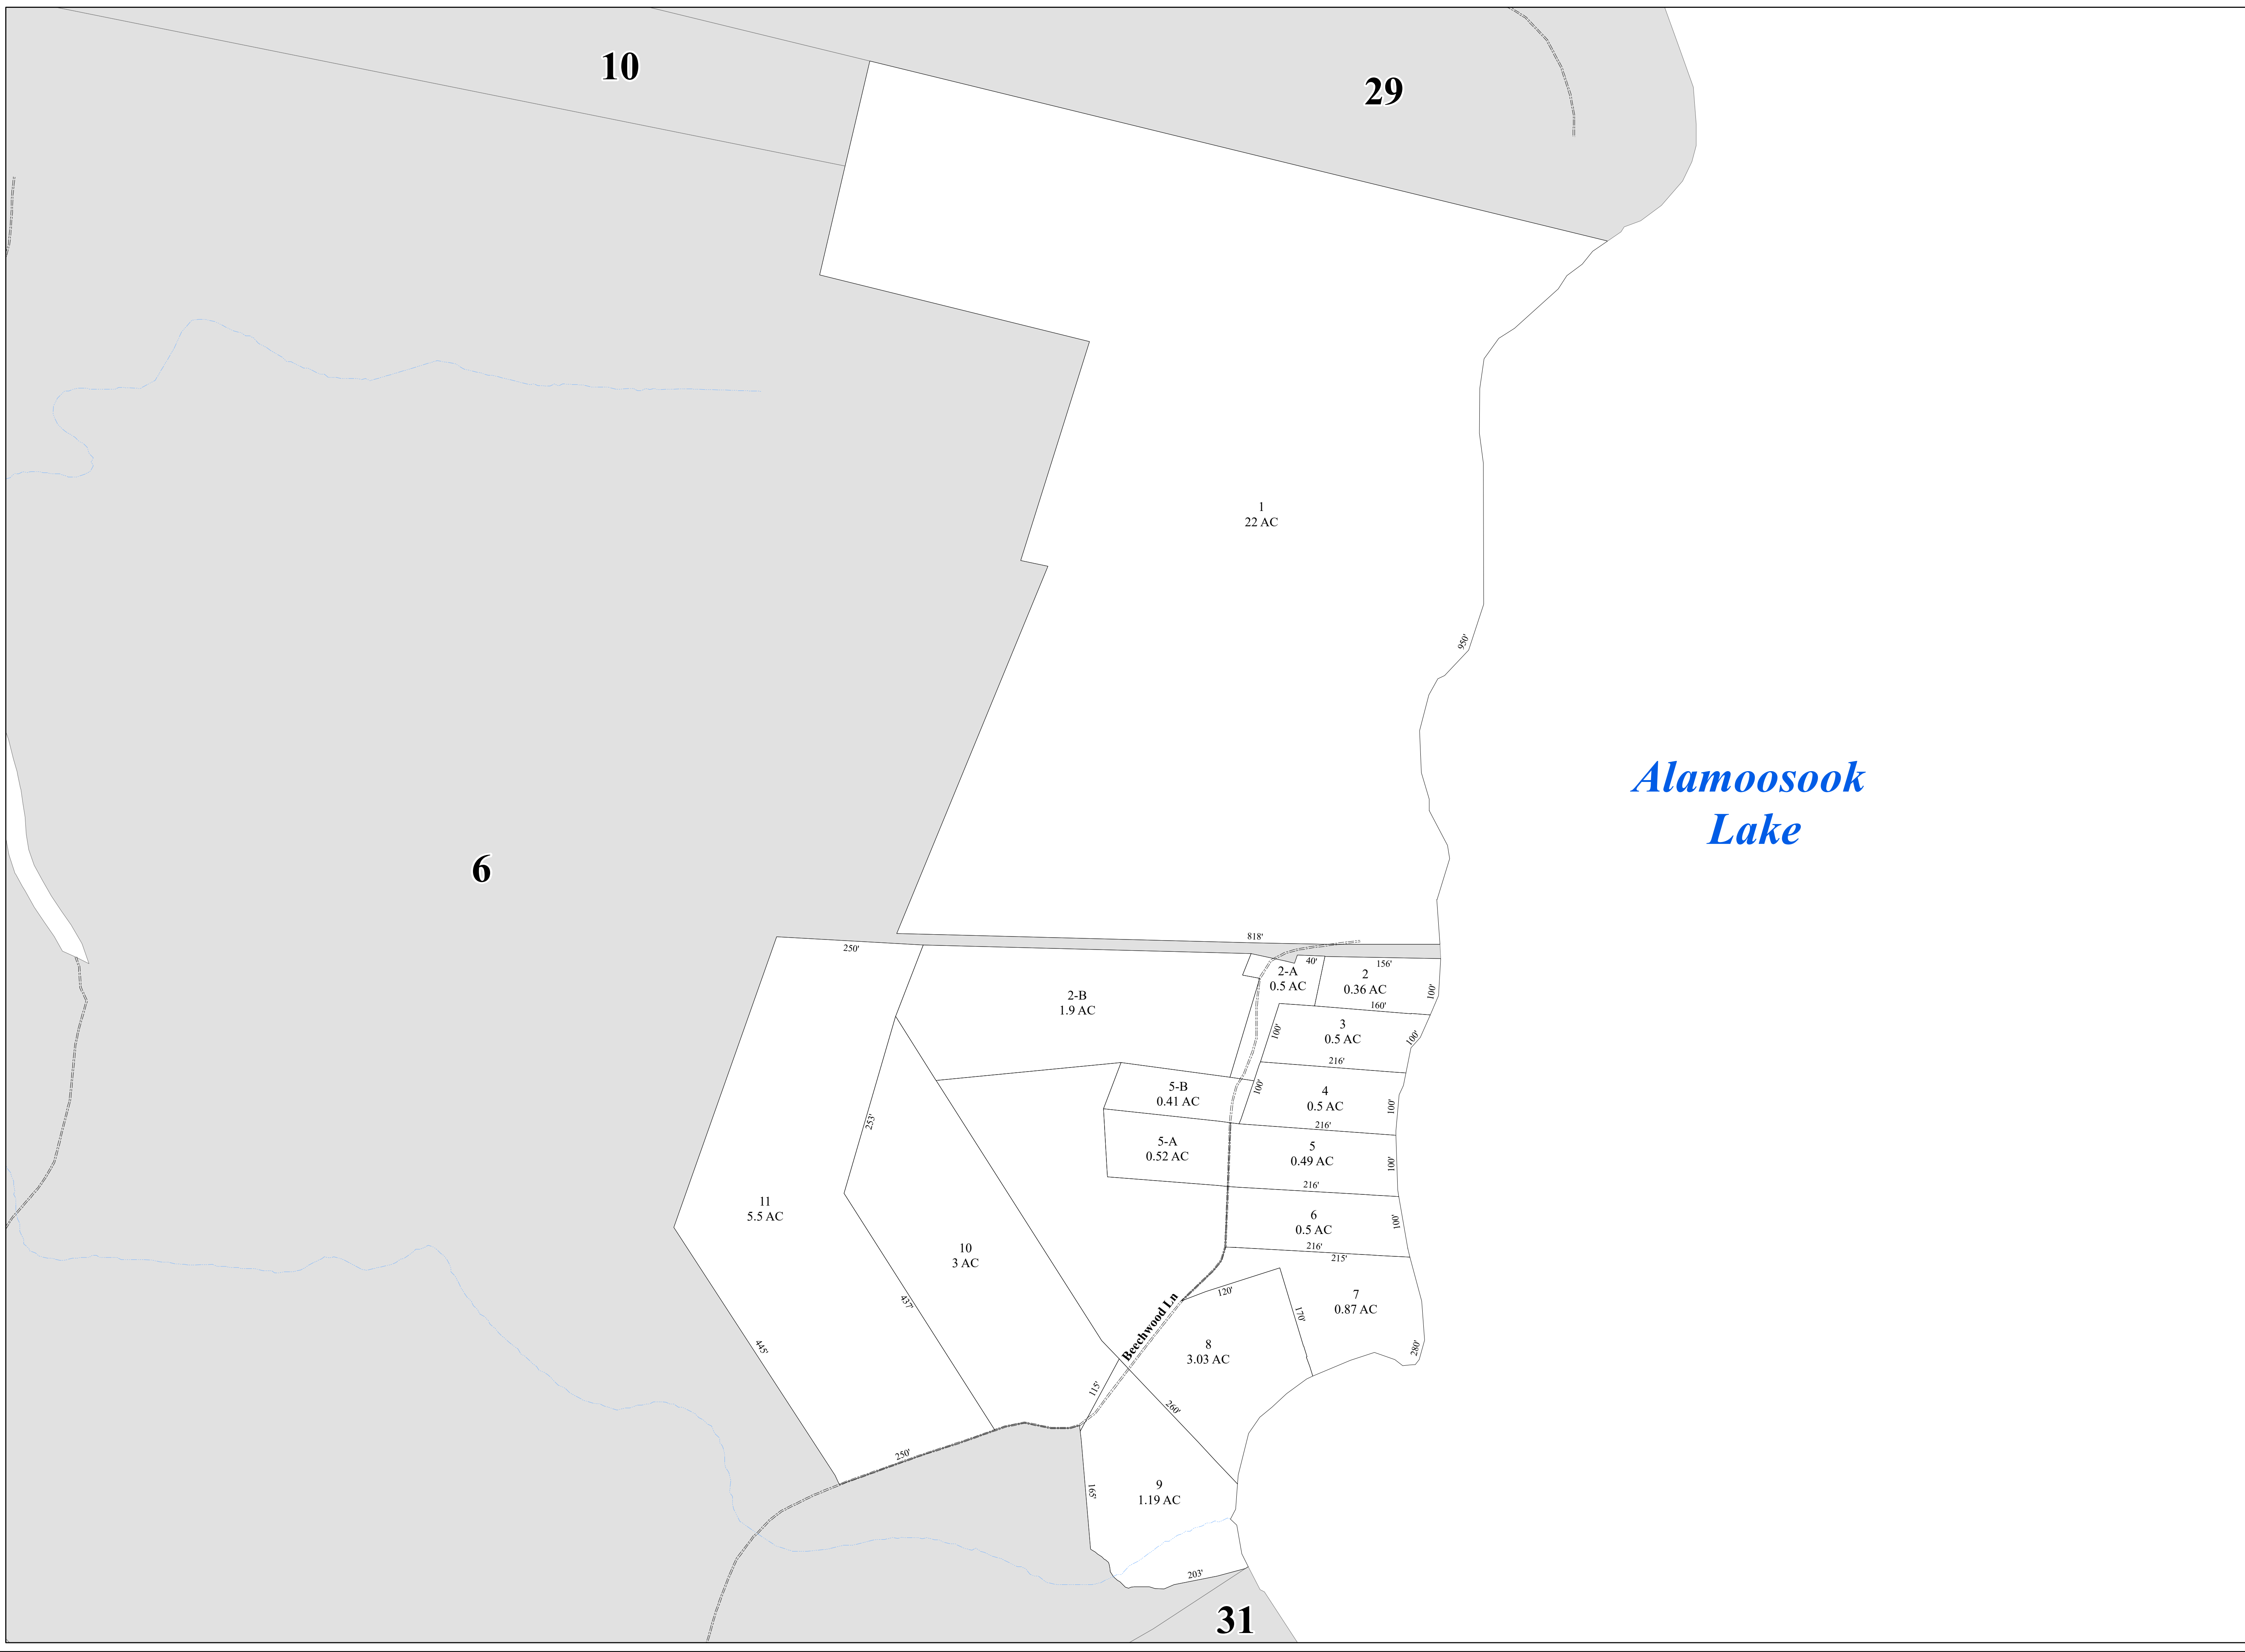 10
29
1
22 AC
950'
Alamoosook
Lake
6
818'
250'
40'
156'
2-A
0.5 AC
2
0.36 AC
100'
2-B
1.9 AC
160'
3
0.5 AC
100'
100'
216'
5-B
0.41 AC
100'
4
0.5 AC
100'
253'
216'
5-A
0.52 AC
5
0.49 AC
100'
216'
11
5.5 AC
6
0.5 AC
100'
10
3 AC
216'
215'
437'
120'
7
0.87 AC
170'
Beechwood Ln
445'
8
3.03 AC
280'
115'
260'
250'
165'
9
1.19 AC
203'
31